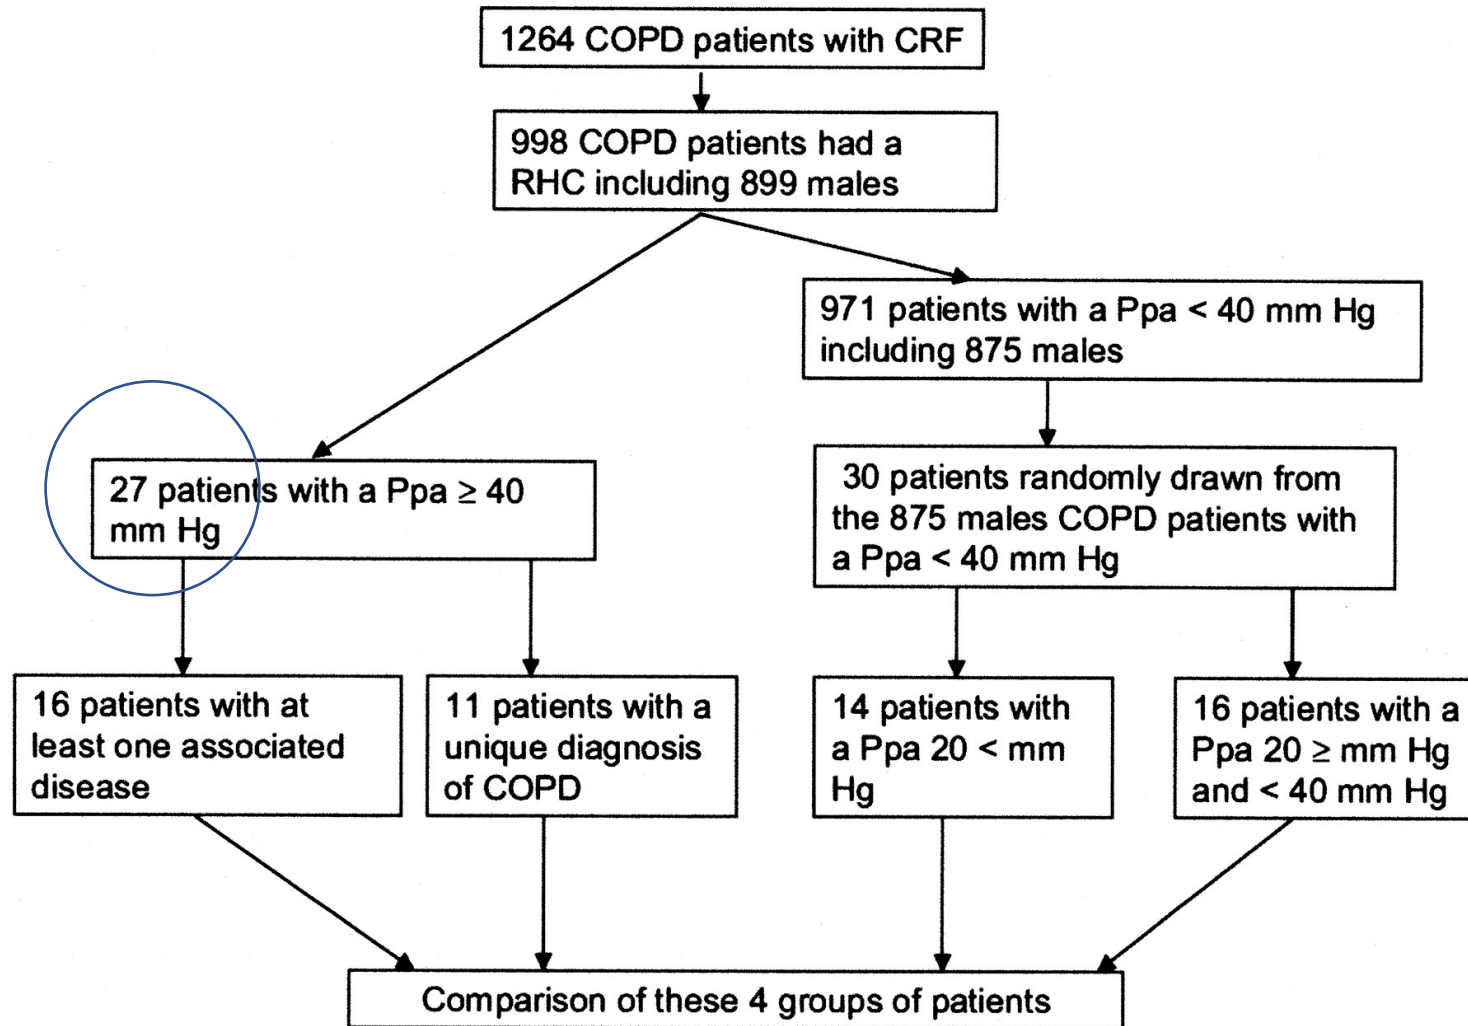 1264 COPD patients with CRF
998 COPD patients had a
RHC including 899 males
971 patients with a Ppa < 40 mm Hg
including 875 males
27 patients with a Ppa ≥ 40
mm Hg
30 patients randomly drawn from
the 875 males COPD patients with
a Ppa < 40 mm Hg
16 patients with at
least one associated
disease
11 patients with a
unique diagnosis
of COPD
14 patients with
a Ppa 20 < mm
Hg
16 patients with a
Ppa 20 ≥ mm Hg
and < 40 mm Hg
Comparison of these 4 groups of patients